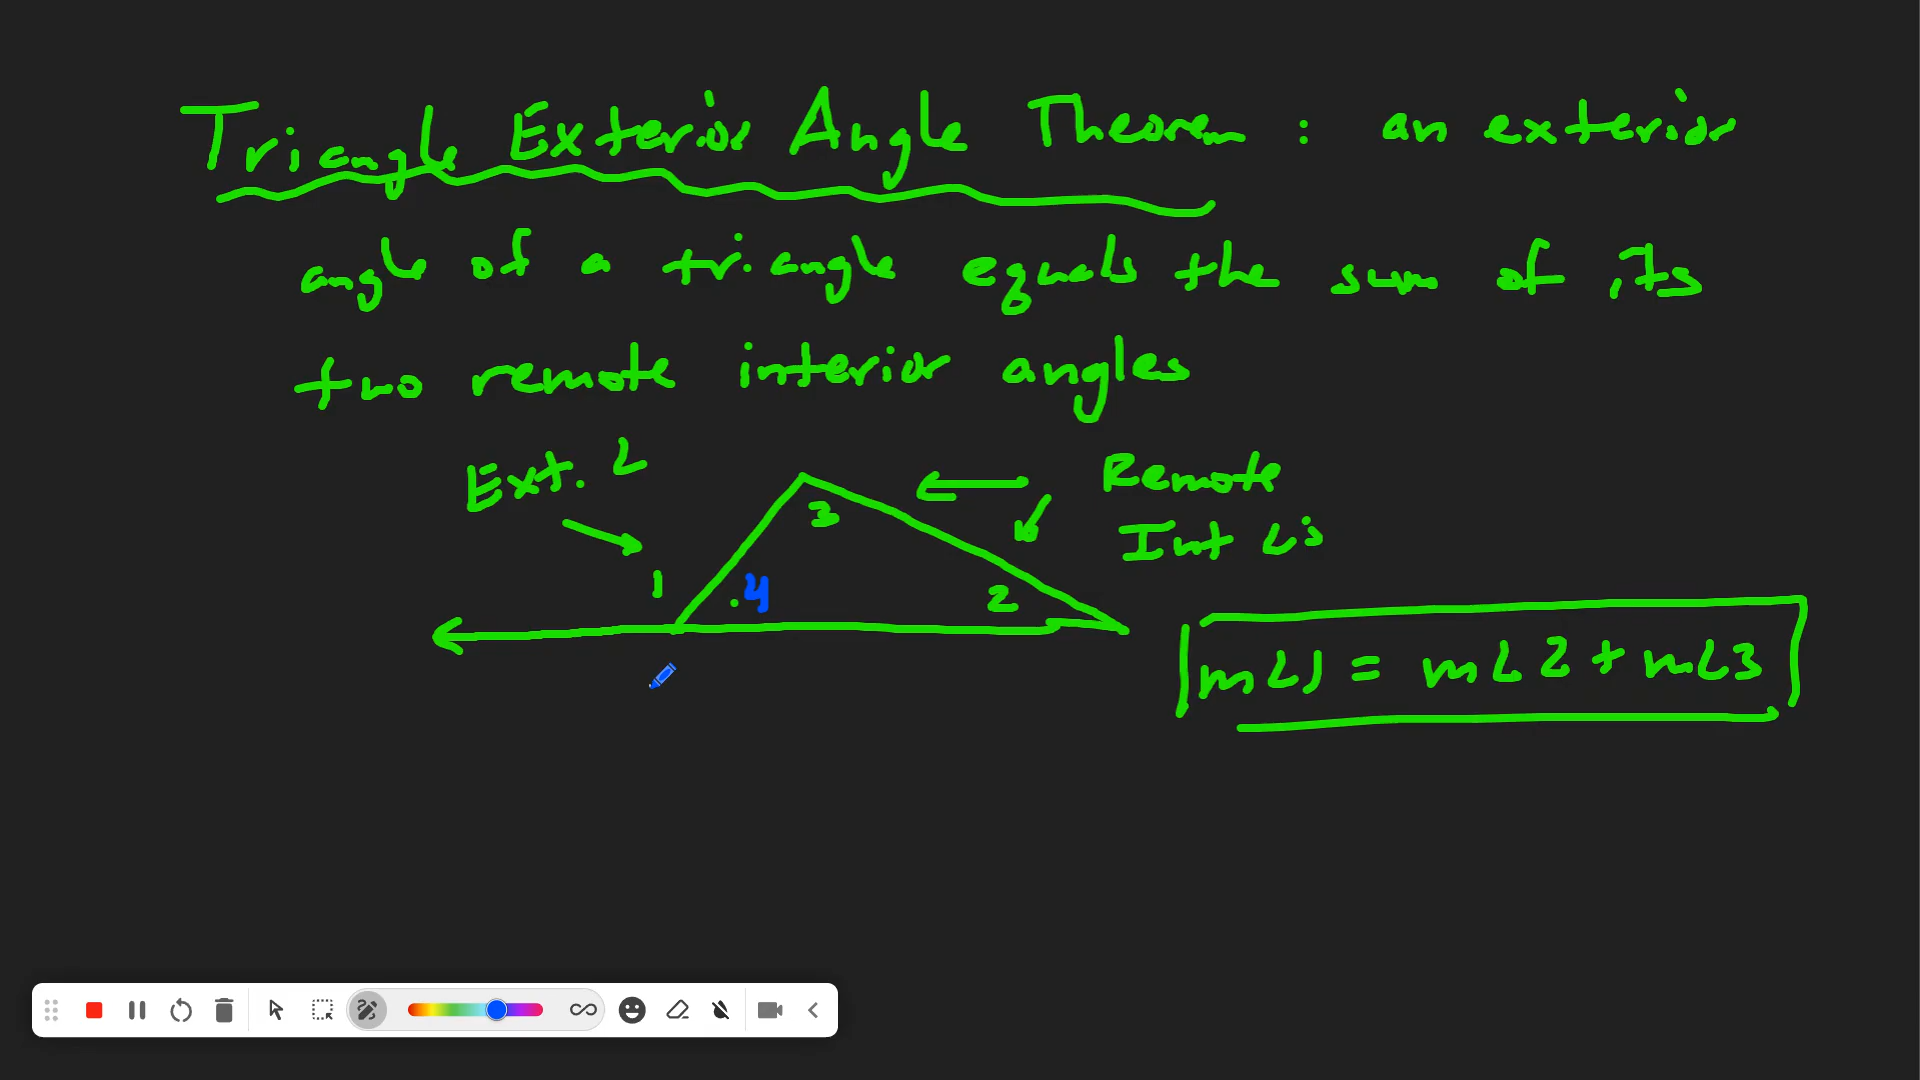 Triangle Exterior Angle Theorem : an exterior
angle of a triangle equals the sum of its
two remote interior angles
Ext. ∠
Remote
Int ∠'s
3
1
4
2
m∠1 = m∠2 + m∠3